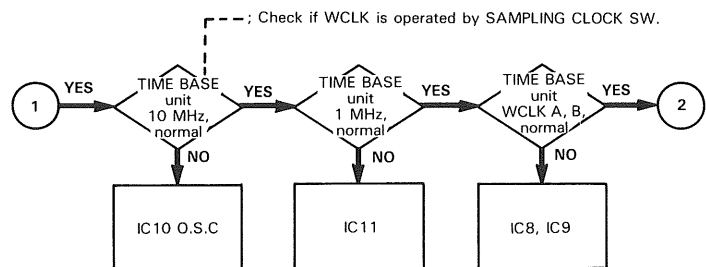 ; Check if WCLK is operated by SAMPLING CLOCK SW.
1
YES
TIME BASE
unit
10 MHz,
normal
YES
TIME BASE
unit
1 MHz,
normal
YES
TIME BASE
unit
WCLK A, B,
normal
YES
2
NO
NO
NO
IC10 O.S.C
IC11
IC8, IC9